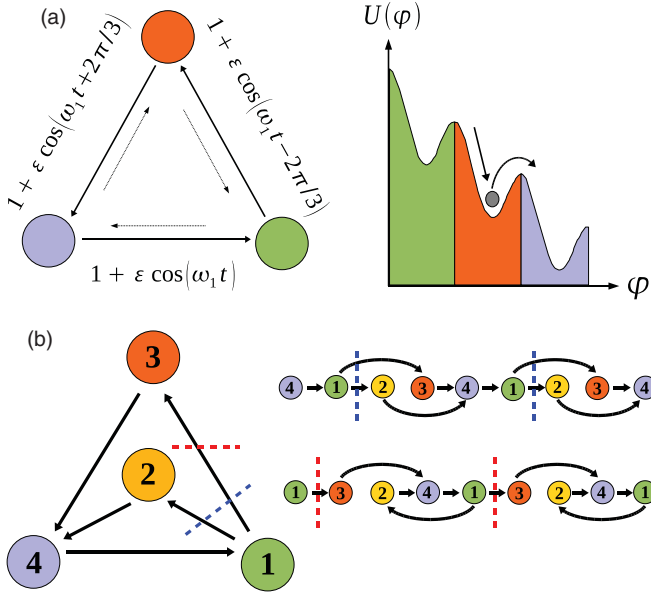 (a)
1 + ε cos(ω₁t+2π/3)
1 + ε cos(ω₁t−2π/3)
1 + ε cos(ω₁t)
U(φ)
φ
(b)
3
2
4
1
4 1 2 3 4 1 2 3 4
1 3 2 4 1 3 2 4 1